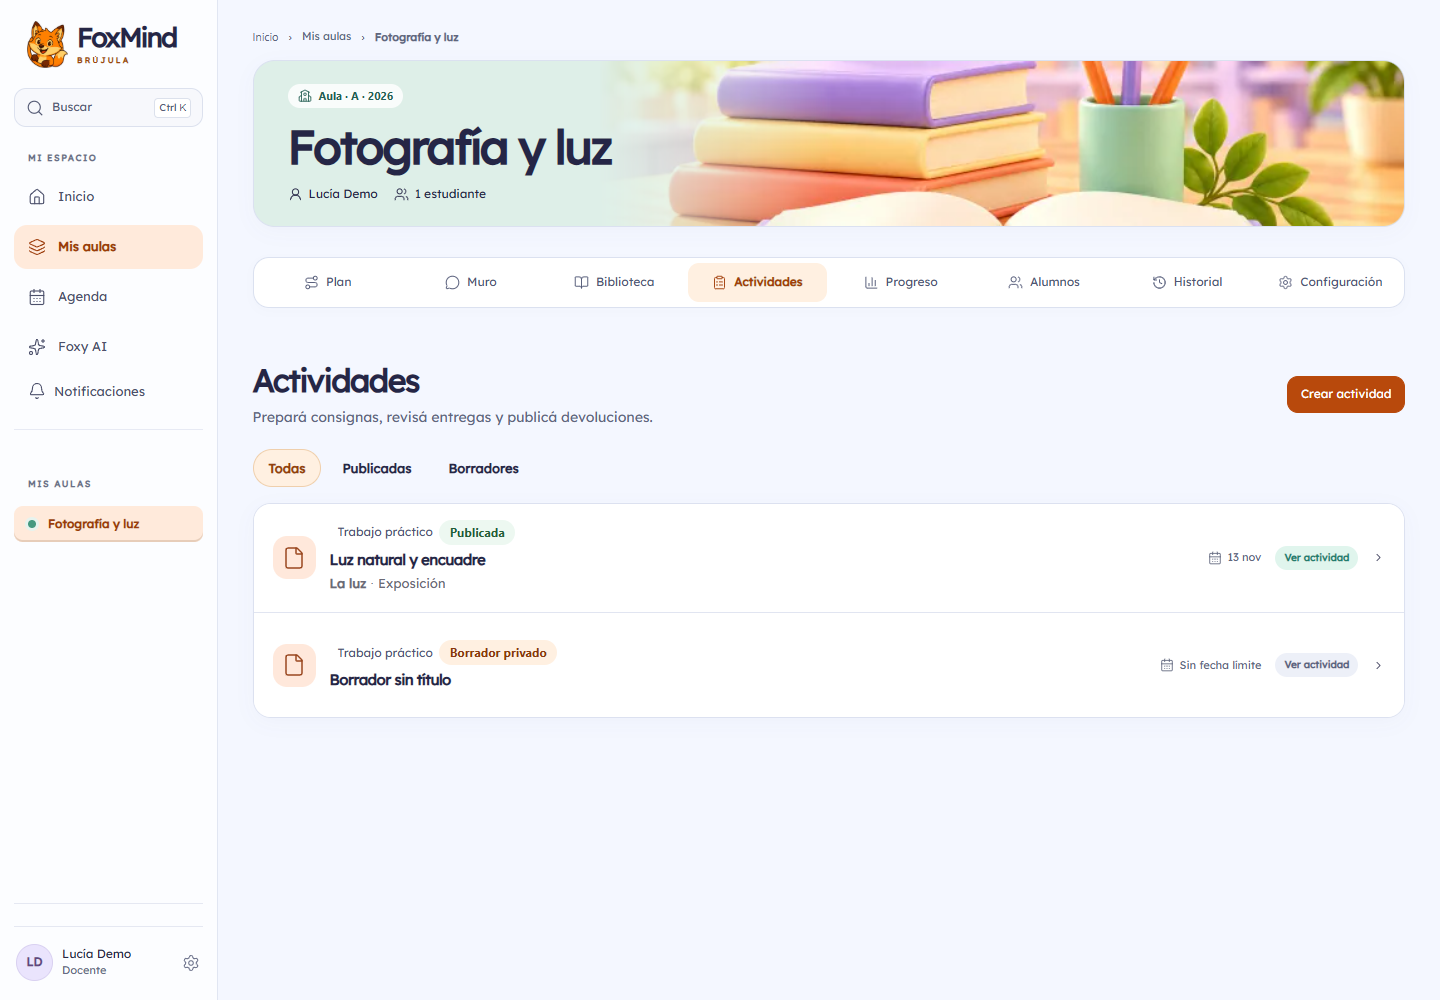 FoxMind
BRÚJULA
Buscar
Ctrl K
MI ESPACIO
Inicio
Mis aulas
Agenda
Foxy AI
Notificaciones
MIS AULAS
Fotografía y luz
LD
Lucía Demo
Docente
Inicio › Mis aulas › Fotografía y luz
Aula · A · 2026
Fotografía y luz
Lucía Demo 1 estudiante
Plan Muro Biblioteca Actividades Progreso Alumnos Historial Configuración
Actividades
Prepará consignas, revisá entregas y publicá devoluciones.
Crear actividad
Todas Publicadas Borradores
Trabajo práctico Publicada
Luz natural y encuadre
La luz · Exposición
13 nov Ver actividad
Trabajo práctico Borrador privado
Borrador sin título
Sin fecha límite Ver actividad